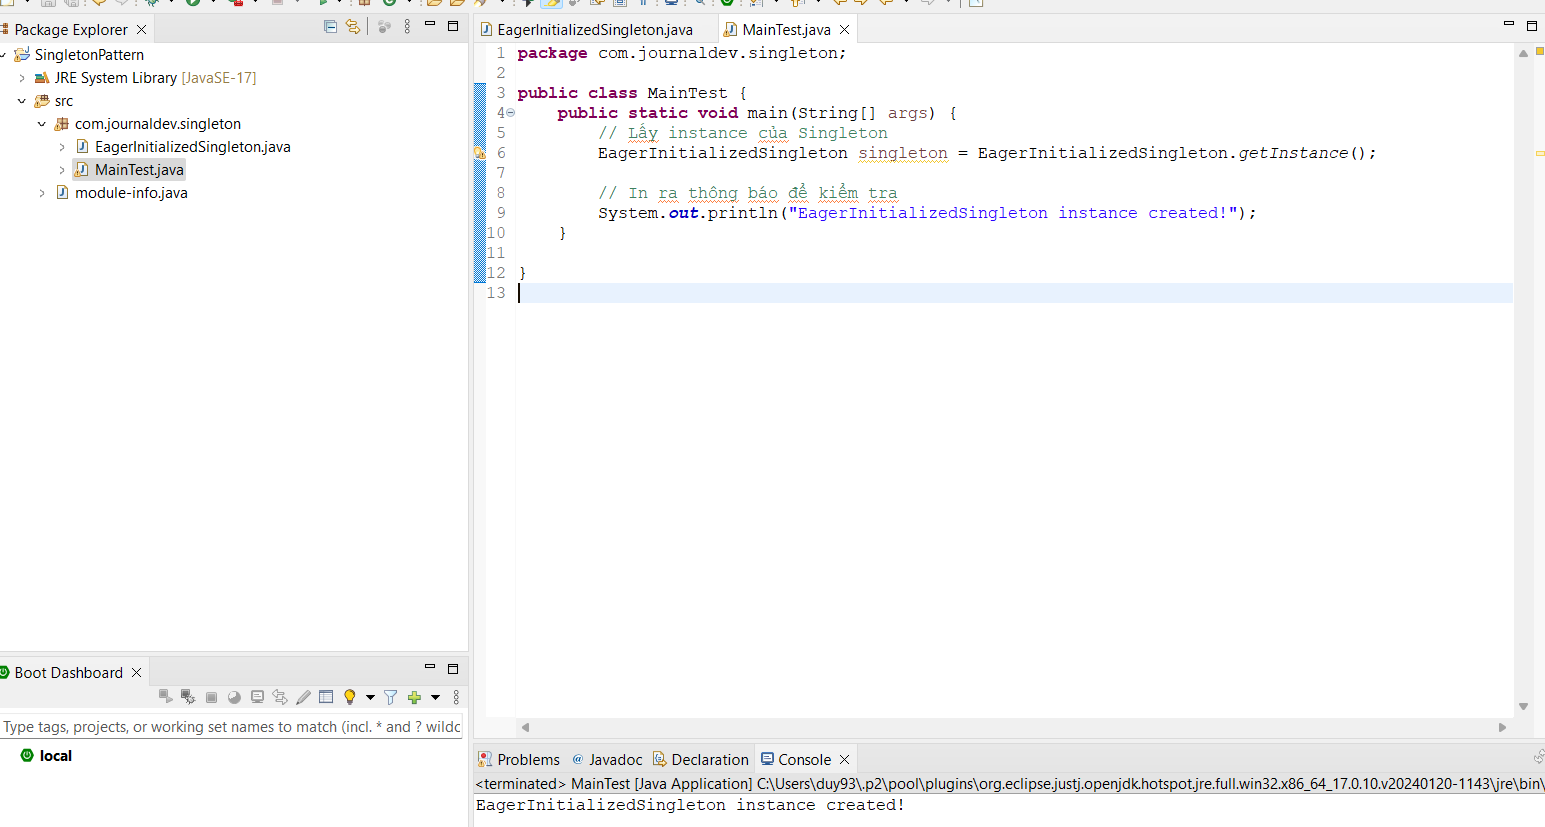 Package Explorer
SingletonPattern
JRE System Library [JavaSE-17]
src
com.journaldev.singleton
EagerInitializedSingleton.java
MainTest.java
module-info.java
EagerInitializedSingleton.java
MainTest.java
1 package com.journaldev.singleton;
2
3 public class MainTest {
4 public static void main(String[] args) {
5 // Lấy instance của Singleton
6 EagerInitializedSingleton singleton = EagerInitializedSingleton.getInstance();
7
8 // In ra thông báo để kiểm tra
9 System.out.println("EagerInitializedSingleton instance created!");
10 }
11
12 }
13
Boot Dashboard
Type tags, projects, or working set names to match (incl. * and ? wildc
local
Problems @ Javadoc Declaration Console
<terminated> MainTest [Java Application] C:\Users\duy93\.p2\pool\plugins\org.eclipse.justj.openjdk.hotspot.jre.full.win32.x86_64_17.0.10.v20240120-1143\jre\bin\
EagerInitializedSingleton instance created!